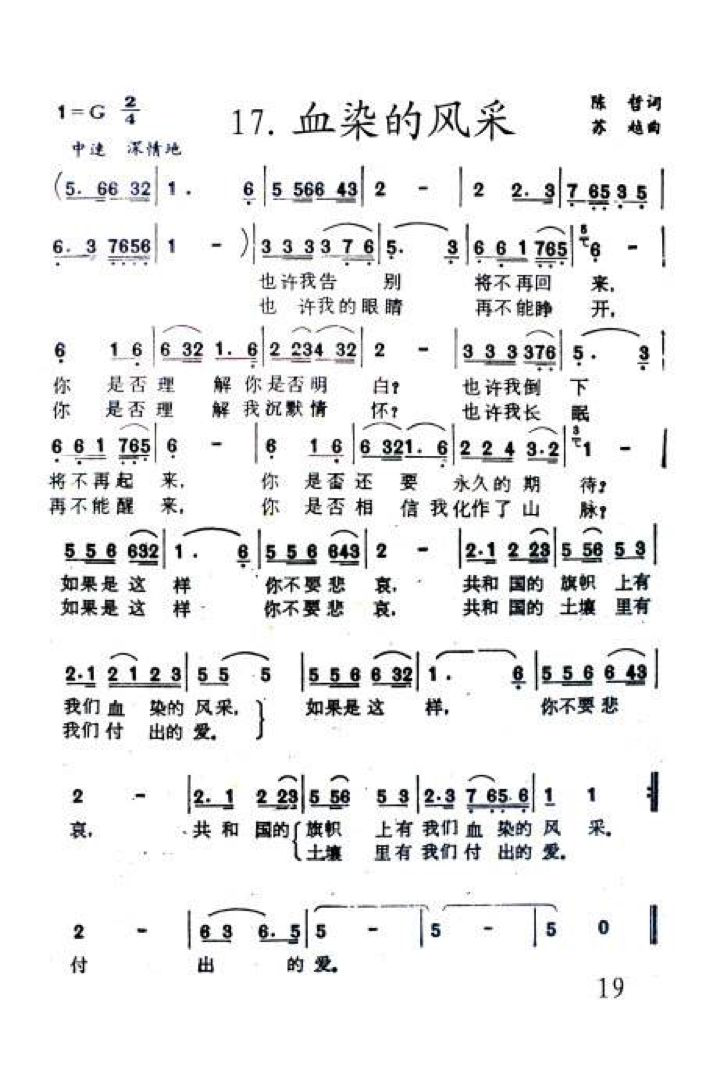 1=G 2/4
17. 血染的风采
陈 哲词
苏 越曲
中速 深情地
(5. 66 32 | 1 . 6 | 5 566 6 43 | 2 - | 2 2. 3 | 7 65 3 5 |
6. 3 7656 | 1 - ) | 3 3 3 3 7 6 | 5. 3 | 6 6 1 765 | 6 - |
也许我告 别 将不再回 来,
也 许我的眼睛 再不能睁 开,
6 1 6 | 6 32 1. 6 | 2 234 32 | 2 - | 3 3 3 376 | 5 . 3 |
你 是否理 解 你是否明 白? 也许我倒 下
你 是否理 解 我沉默情 怀? 也许我长 眠
6 6 1 765 | 6 - | 6 1 6 | 6 321. 6 | 2 2 4 3·2 | 1 - |
将不再起 来, 你 是否还 要 永久的期 待?
再不能醒 来, 你 是否相 信我化作了山 脉?
5 5 6 632 | 1 . 6 | 5 5 6 643 | 2 - | 2·1 2 23 | 5 56 5 3 |
如果是这 样 你不要悲 哀, 共和 国的 旗帜 上有
如果是这 样 你不要悲 哀, 共和 国的 土壤 里有
2·1 2 1 2 3 | 5 5 5 | 5 5 6 6 32 | 1 . 6 | 5 5 6 6 43 |
我们 血 染的 风采, 如果是这 样, 你不要悲
我们 付 出的 爱。
2 - | 2. 1 2 23 | 5 56 5 3 | 2·3 7 65·6 | 1 1 :‖
哀, 共 和 国的 旗帜 上有 我们 血 染的 风 采。
土壤 里有我们 付 出的 爱。
2 - | 6 3 6. 5 | 5 - | 5 - | 5 0 ‖
付 出 的 爱。
19